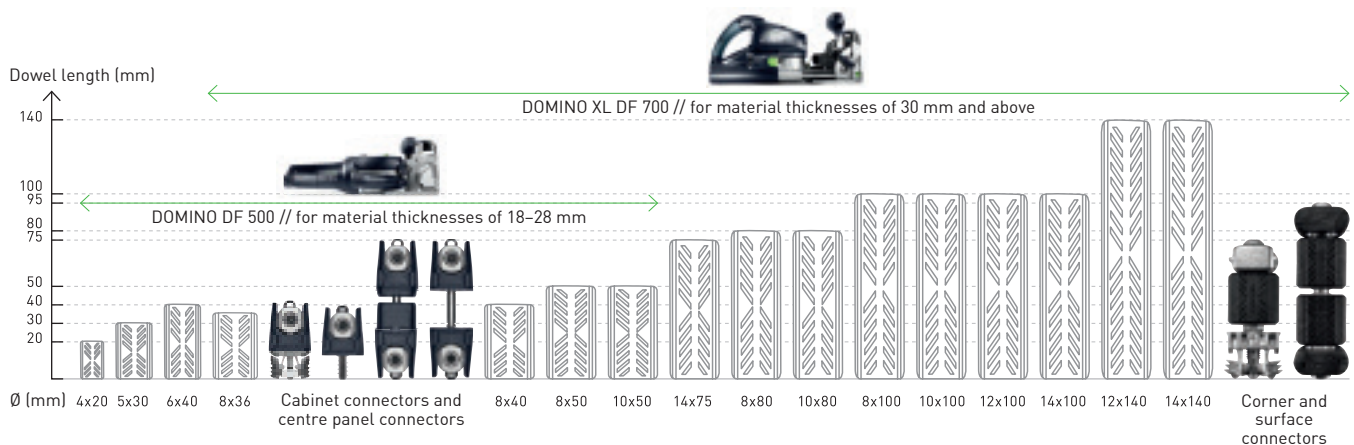 Dowel length (mm)
DOMINO XL DF 700 // for material thicknesses of 30 mm and above
140
100
95
DOMINO DF 500 // for material thicknesses of 18–28 mm
80
75
50
40
30
20
Ø (mm) 4x20 5x30 6x40 8x36 Cabinet connectors and 8x40 8x50 10x50 14x75 8x80 10x80 8x100 10x100 12x100 14x100 12x140 14x140 Corner and
centre panel connectors surface
connectors